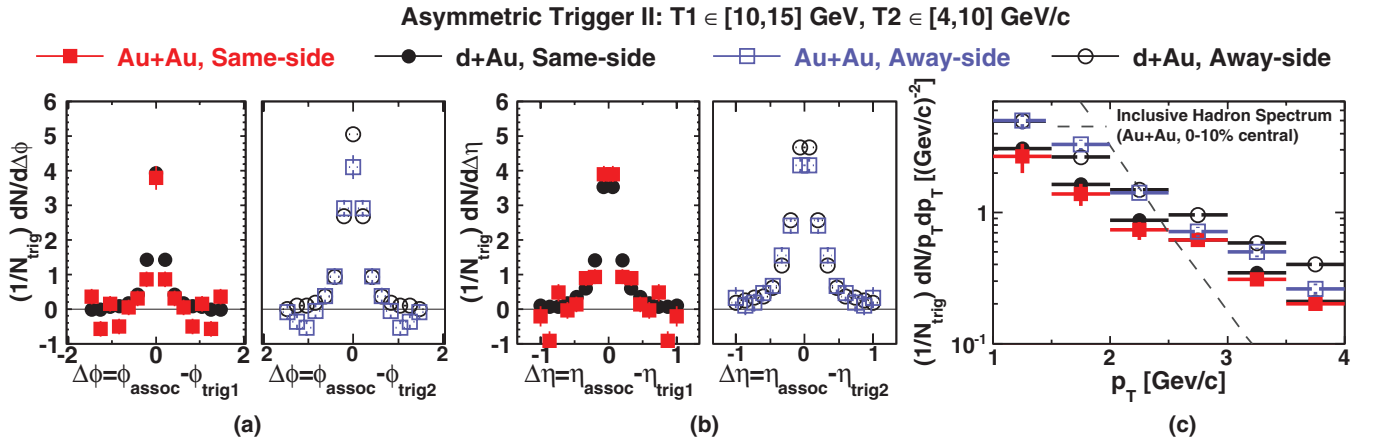 Asymmetric Trigger II: T1 ∈ [10,15] GeV, T2 ∈ [4,10] GeV/c
Au+Au, Same-side
d+Au, Same-side
Au+Au, Away-side
d+Au, Away-side
(1/N_trig) dN/dΔϕ
6
5
4
3
2
1
0
-1
-2 0 2
Δϕ=ϕ_assoc-ϕ_trig1
-2 0 2
Δϕ=ϕ_assoc-ϕ_trig2
(a)
(1/N_trig) dN/dΔη
6
5
4
3
2
1
0
-1
-1 0 1
Δη=η_assoc-η_trig1
-1 0 1
Δη=η_assoc-η_trig2
(b)
(1/N_trig) dN/p_T dp_T [(Gev/c)^-2]
Inclusive Hadron Spectrum
(Au+Au, 0-10% central)
1
10^-1
1 2 3 4
p_T [Gev/c]
(c)